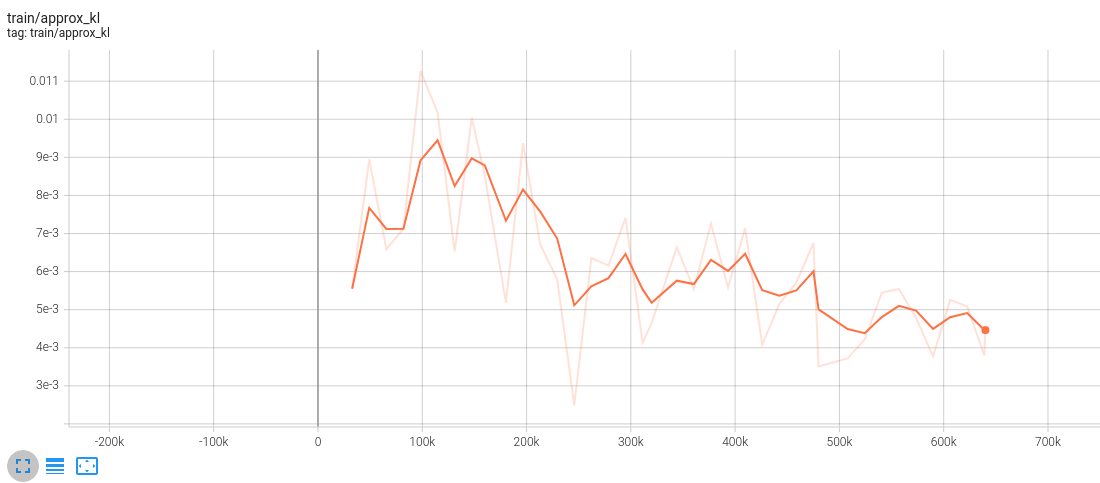 train/approx_kl
tag: train/approx_kl
0.011
0.01
9e-3
8e-3
7e-3
6e-3
5e-3
4e-3
3e-3
-200k -100k 0 100k 200k 300k 400k 500k 600k 700k